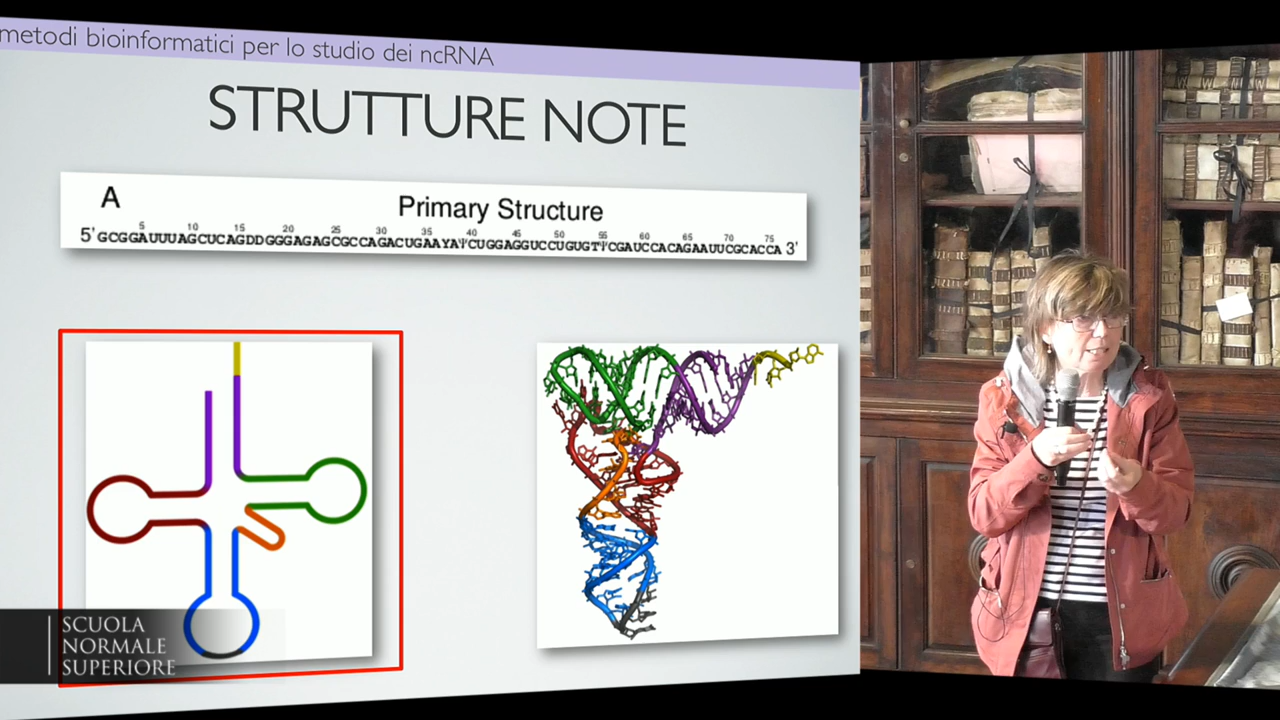 metodi bioinformatici per lo studio dei ncRNA
STRUTTURE NOTE
A
Primary Structure
5 10 15 20 25 30 35 40 45 50 55 60 65 70 75
5' GCGGAUUUAGCUCAGDDGGGAGAGCGCCAGACUGAAYAΨCUGGAGGUCCUGUGTΨCGAUCCACAGAAUUCGCACCA 3'
SCUOLA
NORMALE
SUPERIORE